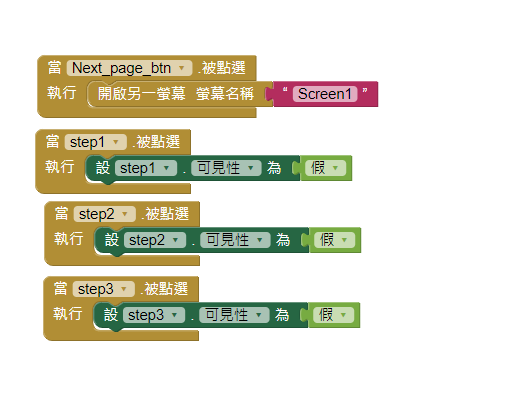 當 Next_page_btn .被點選
執行 開啟另一螢幕 螢幕名稱 “ Screen1 ”
當 step1 .被點選
執行 設 step1 . 可見性 為 假
當 step2 .被點選
執行 設 step2 . 可見性 為 假
當 step3 .被點選
執行 設 step3 . 可見性 為 假